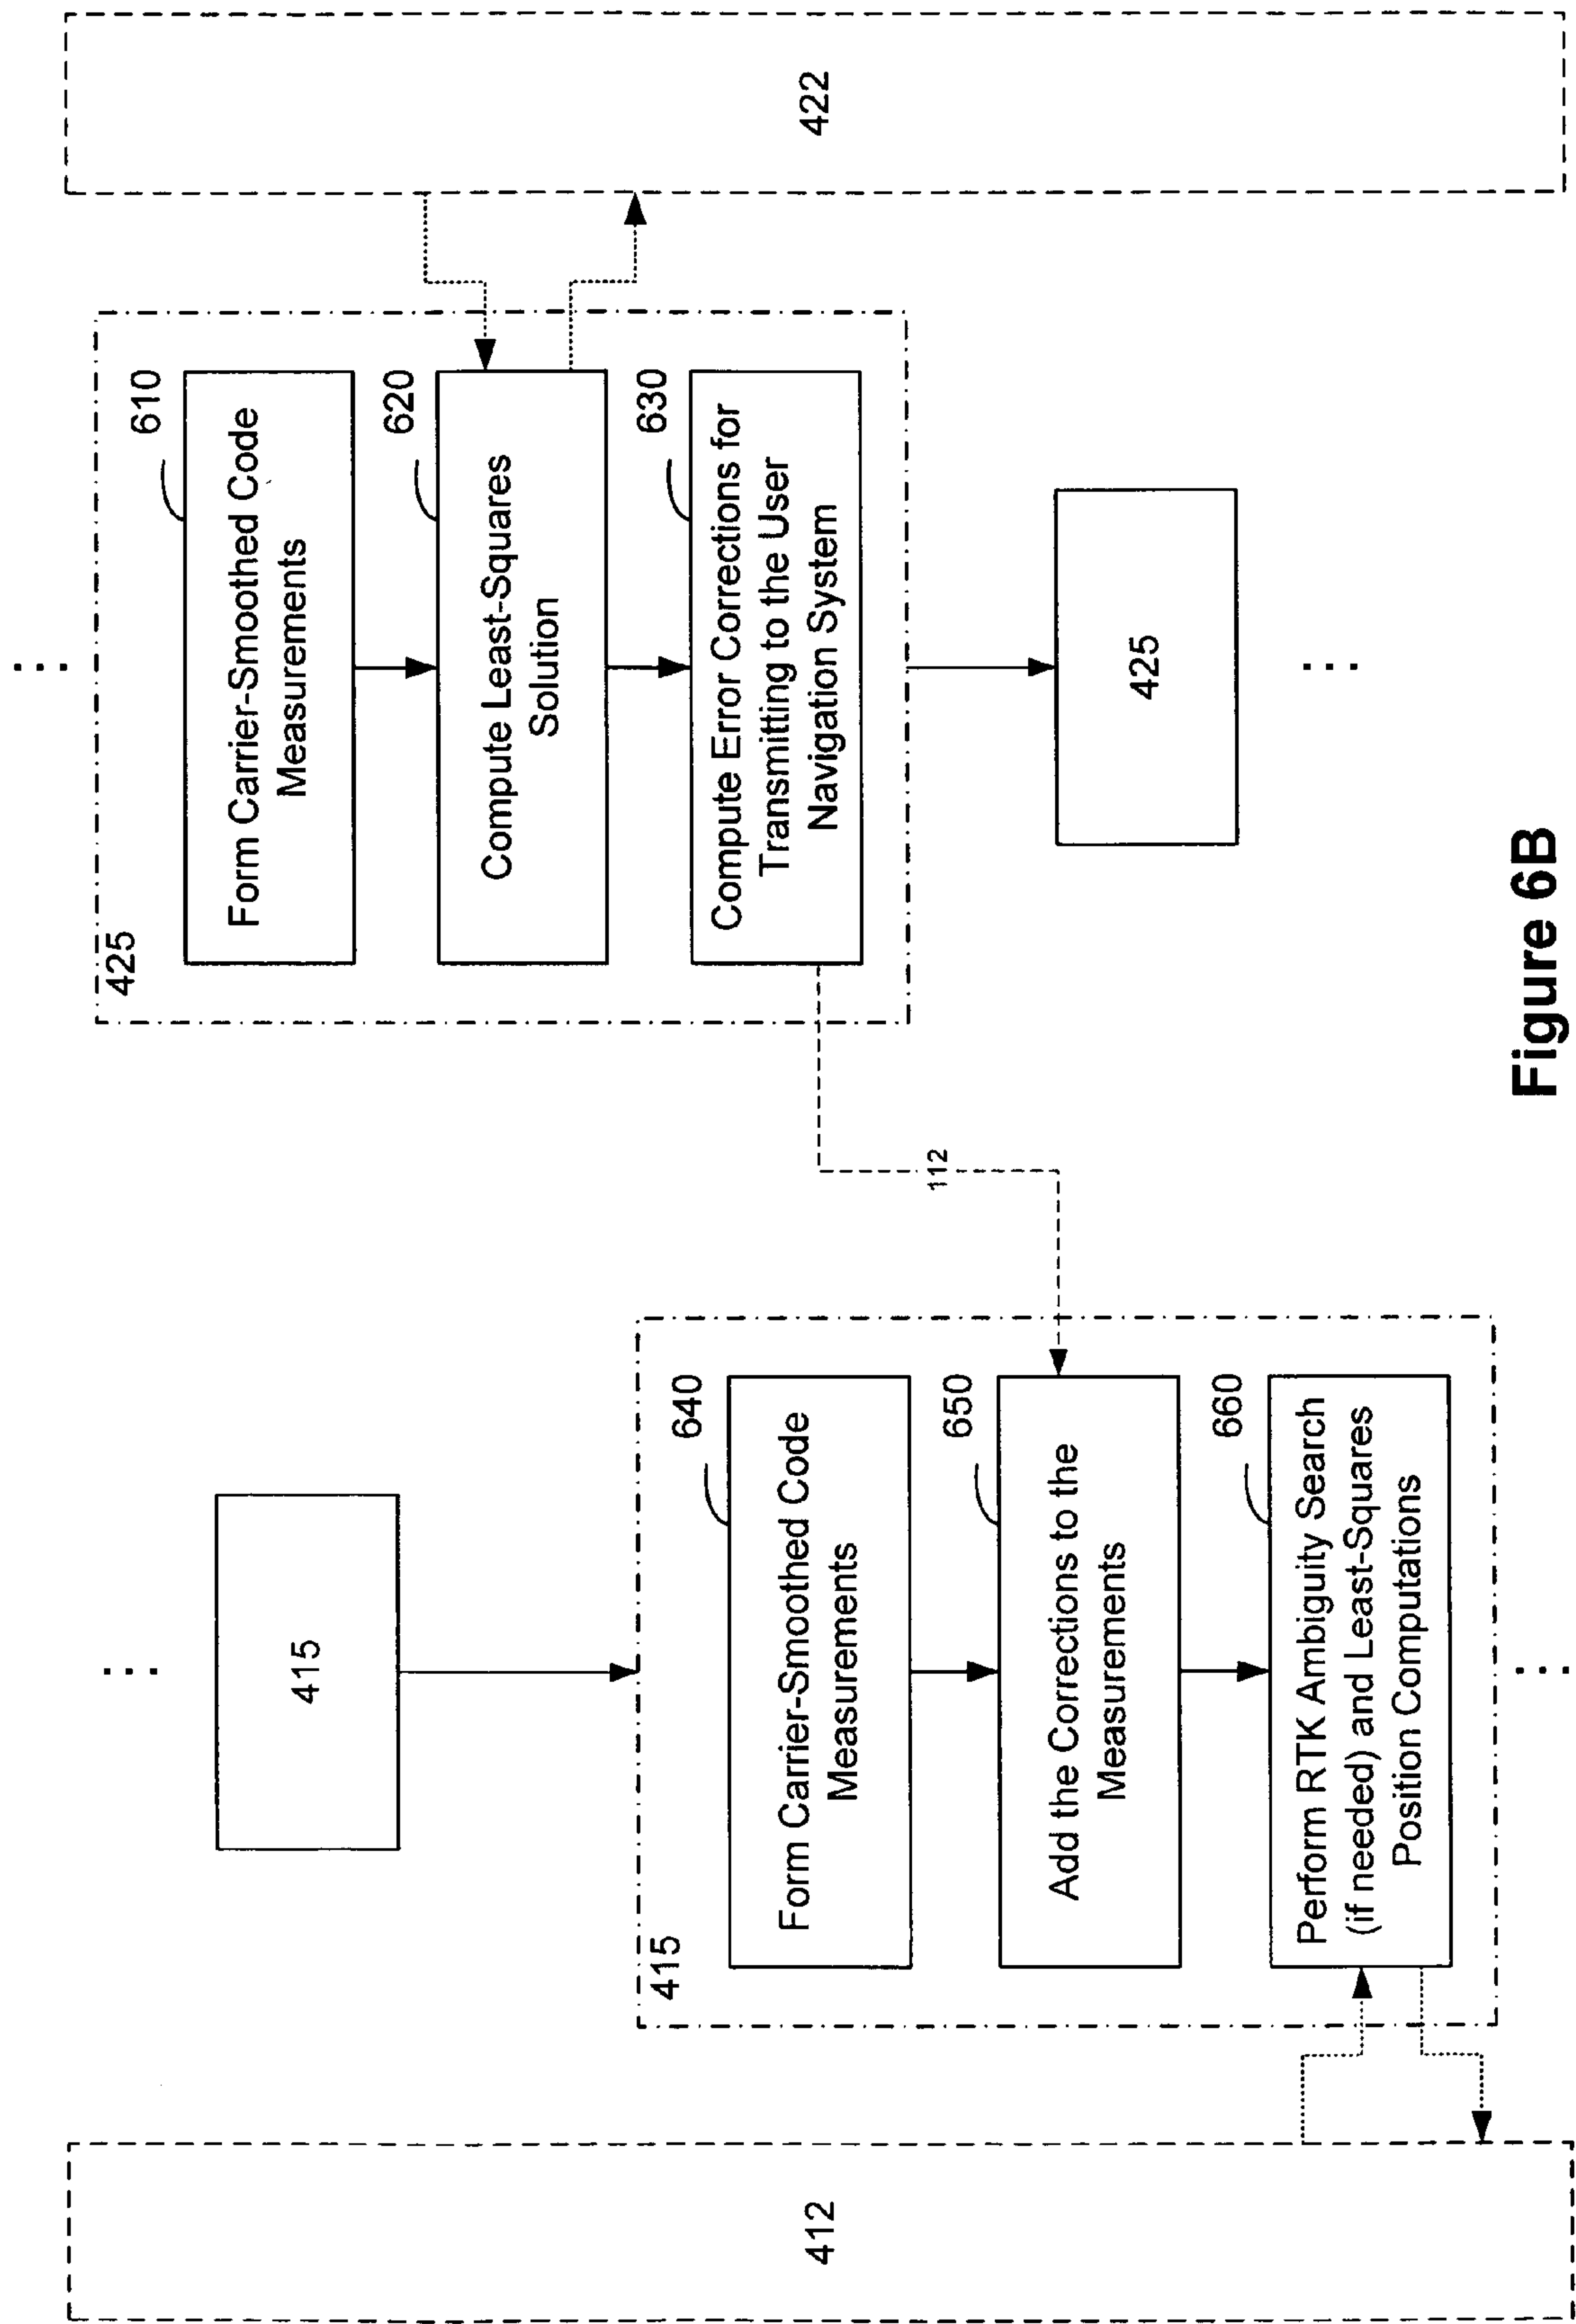 412
415
415
640
Form Carrier-Smoothed Code
Measurements
650
Add the Corrections to the
Measurements
660
Perform RTK Ambiguity Search
(if needed) and Least-Squares
Position Computations
112
425
610
Form Carrier-Smoothed Code
Measurements
620
Compute Least-Squares
Solution
630
Compute Error Corrections for
Transmitting to the User
Navigation System
425
422
Figure 6B